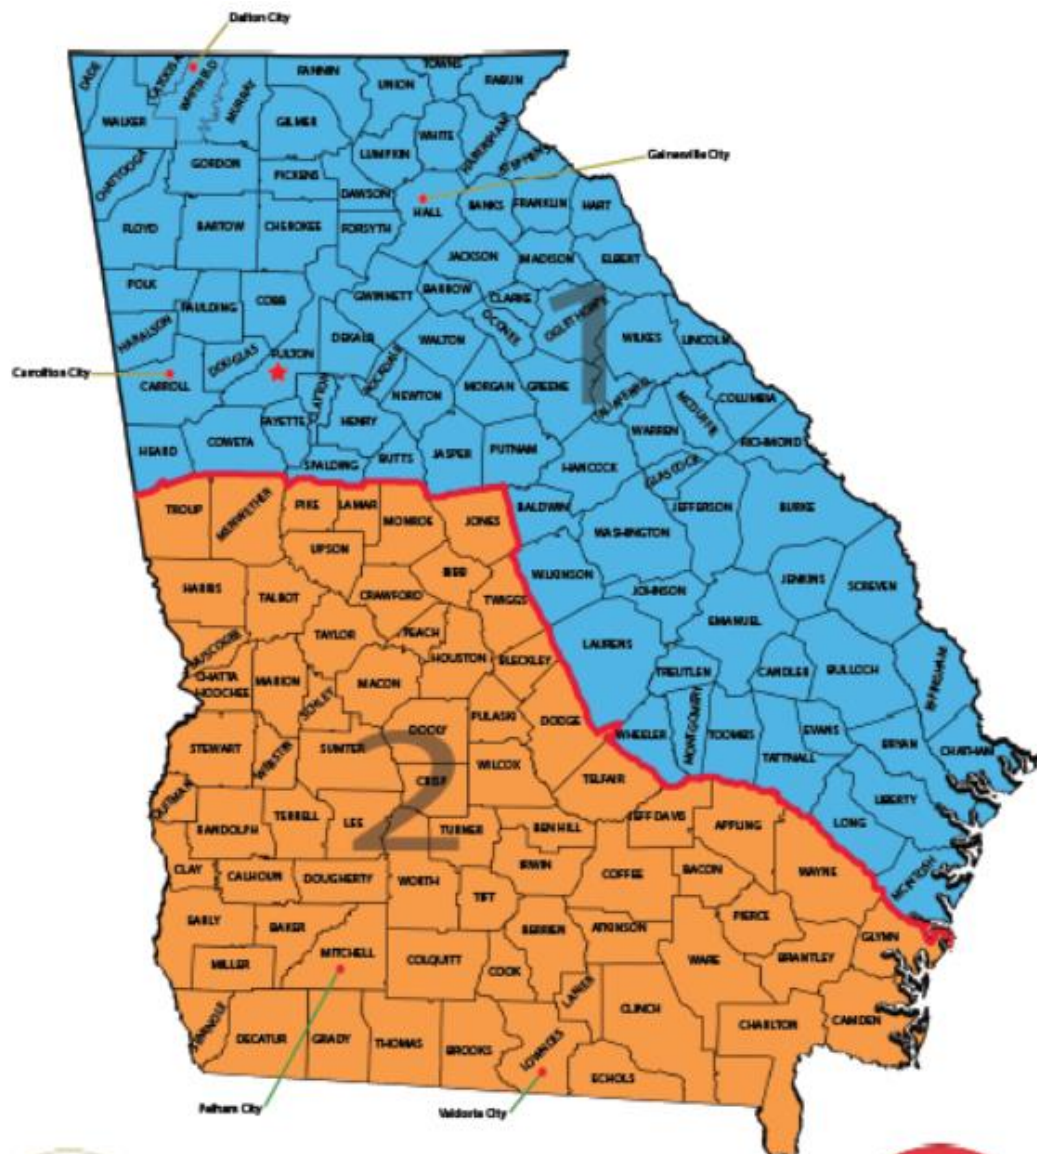 Dalton City
DADE
CATOOSA
WHITFIELD
MURRAY
FANNIN
UNION
TOWNS
RABUN
WALKER
GILMER
WHITE
HABERSHAM
STEPHENS
LUMPKIN
Gainesville City
CHATTOOGA
GORDON
PICKENS
DAWSON
HALL
BANKS
FRANKLIN
HART
FLOYD
BARTOW
CHEROKEE
FORSYTH
JACKSON
MADISON
ELBERT
POLK
PAULDING
COBB
GWINNETT
BARROW
CLARKE
OCONEE
OGLETHORPE
1
WILKES
LINCOLN
HARALSON
DOUGLAS
FULTON
DEKALB
ROCKDALE
WALTON
Carrollton City
CARROLL
CLAYTON
NEWTON
MORGAN
GREENE
TALIAFERRO
MCDUFFIE
COLUMBIA
FAYETTE
HENRY
WARREN
RICHMOND
HEARD
COWETA
SPALDING
BUTTS
JASPER
PUTNAM
HANCOCK
GLASCOCK
TROUP
MERIWETHER
PIKE
LAMAR
MONROE
JONES
BALDWIN
WASHINGTON
JEFFERSON
BURKE
UPSON
BIBB
WILKINSON
JENKINS
SCREVEN
HARRIS
TALBOT
CRAWFORD
TWIGGS
JOHNSON
EMANUEL
MUSCOGEE
TAYLOR
PEACH
HOUSTON
BLECKLEY
LAURENS
TREUTLEN
CANDLER
BULLOCH
EFFINGHAM
CHATTA
HOOCHEE
MARION
SCHLEY
MACON
DOOLY
PULASKI
DODGE
WHEELER
MONTGOMERY
TOOMBS
TATTNALL
EVANS
BRYAN
CHATHAM
STEWART
WEBSTER
SUMTER
2
CRISP
WILCOX
TELFAIR
QUITMAN
RANDOLPH
TERRELL
LEE
TURNER
BEN HILL
JEFF DAVIS
APPLING
LONG
LIBERTY
CLAY
CALHOUN
DOUGHERTY
WORTH
TIFT
IRWIN
COFFEE
BACON
WAYNE
MCINTOSH
EARLY
BAKER
MITCHELL
COLQUITT
BERRIEN
ATKINSON
PIERCE
GLYNN
MILLER
COOK
LANIER
WARE
BRANTLEY
DECATUR
GRADY
THOMAS
BROOKS
LOWNDES
CLINCH
CHARLTON
CAMDEN
ECHOLS
Pelham City
Valdosta City